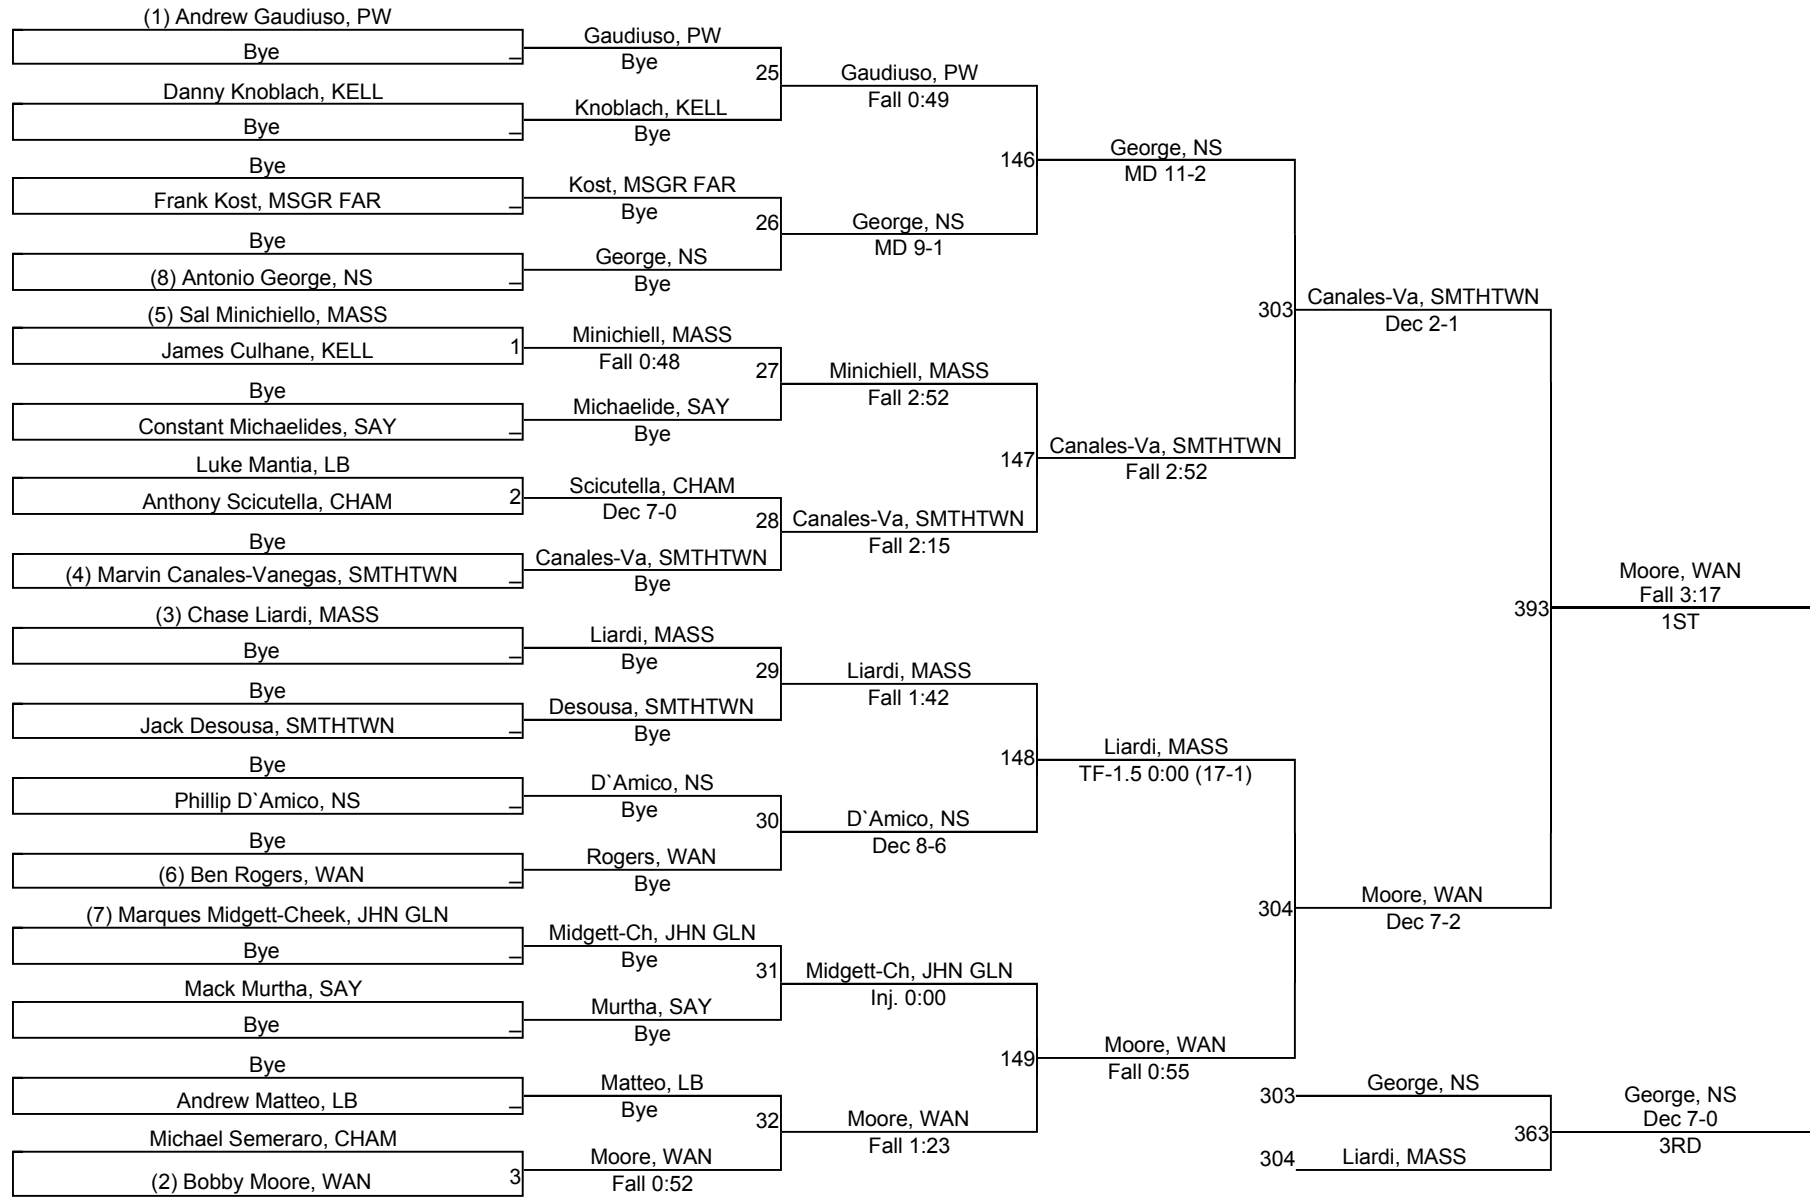 (1) Andrew Gaudiuso, PW
Bye
Danny Knoblach, KELL
Bye
Bye
Frank Kost, MSGR FAR
Bye
(8) Antonio George, NS
(5) Sal Minichiello, MASS
James Culhane, KELL
1
Bye
Constant Michaelides, SAY
Luke Mantia, LB
Anthony Scicutella, CHAM
2
Bye
(4) Marvin Canales-Vanegas, SMTHTWN
(3) Chase Liardi, MASS
Bye
Bye
Jack Desousa, SMTHTWN
Bye
Phillip D`Amico, NS
Bye
(6) Ben Rogers, WAN
(7) Marques Midgett-Cheek, JHN GLN
Bye
Mack Murtha, SAY
Bye
Bye
Andrew Matteo, LB
Michael Semeraro, CHAM
(2) Bobby Moore, WAN
3
Gaudiuso, PW
Bye
25
Knoblach, KELL
Bye
Kost, MSGR FAR
Bye
26
George, NS
Bye
Minichiell, MASS
Fall 0:48
27
Michaelide, SAY
Bye
Scicutella, CHAM
Dec 7-0
28
Canales-Va, SMTHTWN
Bye
Liardi, MASS
Bye
29
Desousa, SMTHTWN
Bye
D`Amico, NS
Bye
30
Rogers, WAN
Bye
Midgett-Ch, JHN GLN
Bye
31
Murtha, SAY
Bye
Matteo, LB
Bye
32
Moore, WAN
Fall 0:52
Gaudiuso, PW
Fall 0:49
146
George, NS
MD 9-1
Minichiell, MASS
Fall 2:52
147
Canales-Va, SMTHTWN
Fall 2:15
Liardi, MASS
Fall 1:42
148
D`Amico, NS
Dec 8-6
Midgett-Ch, JHN GLN
Inj. 0:00
149
Moore, WAN
Fall 1:23
George, NS
MD 11-2
303
Canales-Va, SMTHTWN
Fall 2:52
Liardi, MASS
TF-1.5 0:00 (17-1)
304
Moore, WAN
Fall 0:55
Canales-Va, SMTHTWN
Dec 2-1
393
Moore, WAN
Dec 7-2
Moore, WAN
Fall 3:17
1ST
303
George, NS
363
304
Liardi, MASS
George, NS
Dec 7-0
3RD